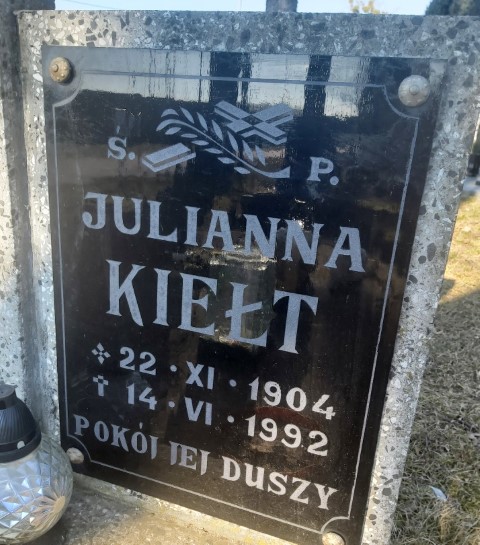 Ś. P.
JULIANNA
KIEŁT
22 · XI · 1904
† 14 · VI · 1992
POKÓJ JEJ DUSZY